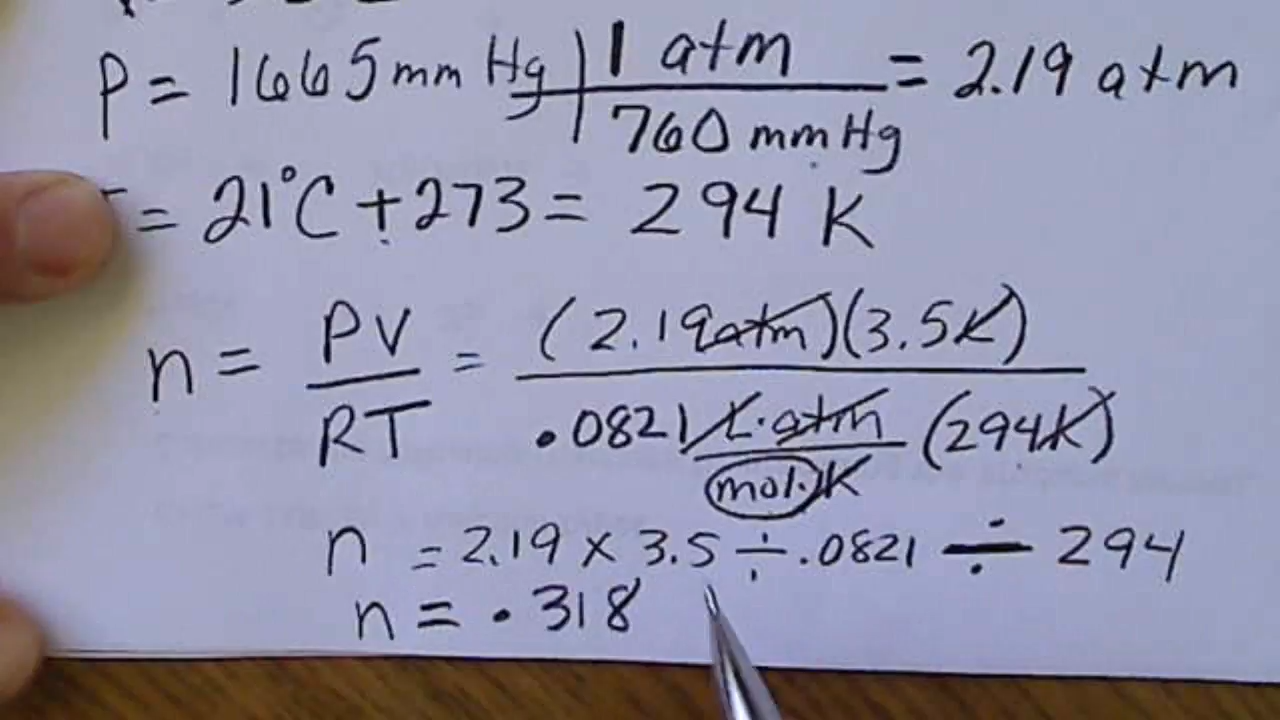 P = 1665 mm Hg | 1 atm / 760 mm Hg = 2.19 atm
= 21°C + 273 = 294 K
n = PV / RT = (2.19 atm)(3.5 L) / .0821 L·atm / mol·K (294 K)
n = 2.19 × 3.5 ÷ .0821 ÷ 294
n = .318